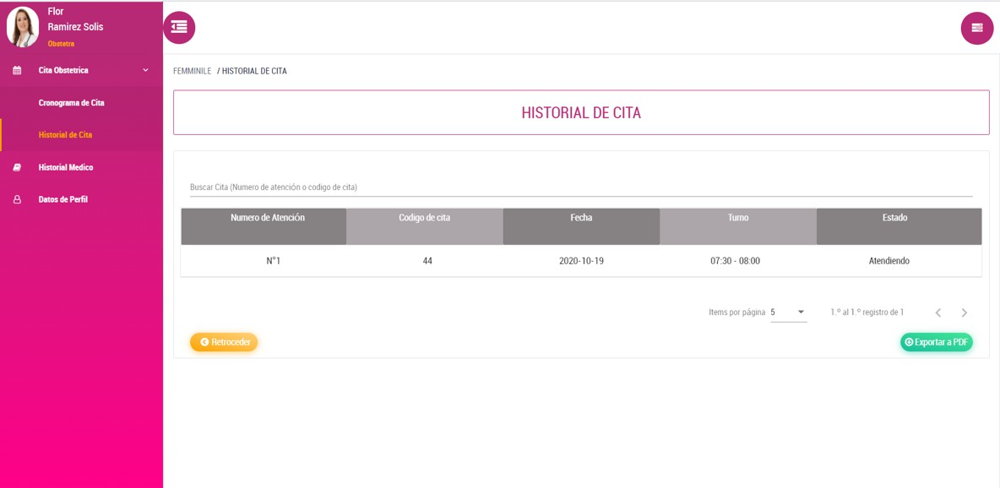 Flor
Ramirez Solis
Obstetra
Cita Obstetrica
Cronograma de Cita
Historial de Cita
Historial Medico
Datos de Perfil
FEMMINILE / HISTORIAL DE CITA
HISTORIAL DE CITA
Buscar Cita (Numero de atención o codigo de cita)
Numero de Atención Codigo de cita Fecha Turno Estado
N°1 44 2020-10-19 07:30 - 08:00 Atendiendo
Items por página 5 1.º al 1.º registro de 1
Retroceder Exportar a PDF